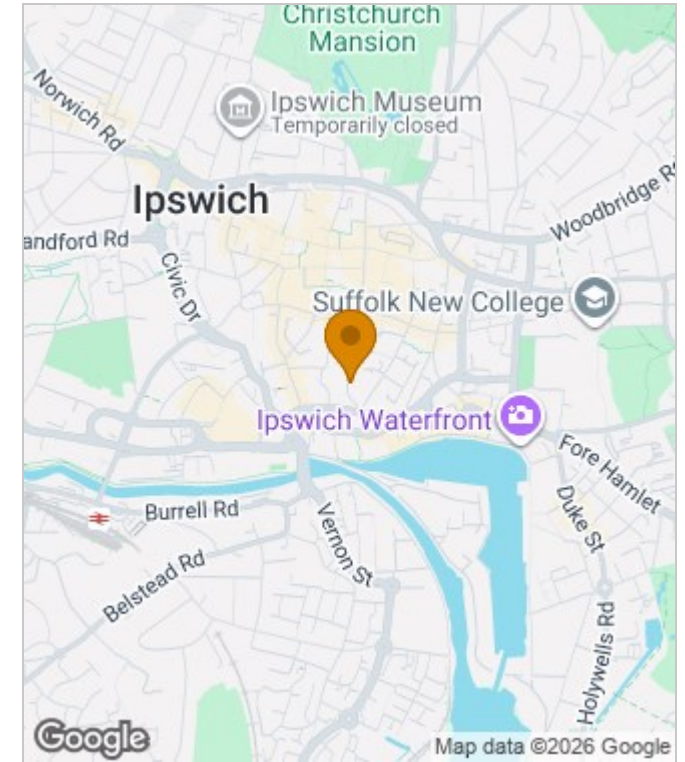 Christchurch
Mansion
Norwich Rd
Ipswich Museum
Temporarily closed
Ipswich
Woodbridge R
andford Rd
Civic Dr
Suffolk New College
Ipswich Waterfront
Fore Hamlet
Burrell Rd
Duke St
Vernon St
Belstead Rd
Holywells Rd
Google
Map data ©2026 Google